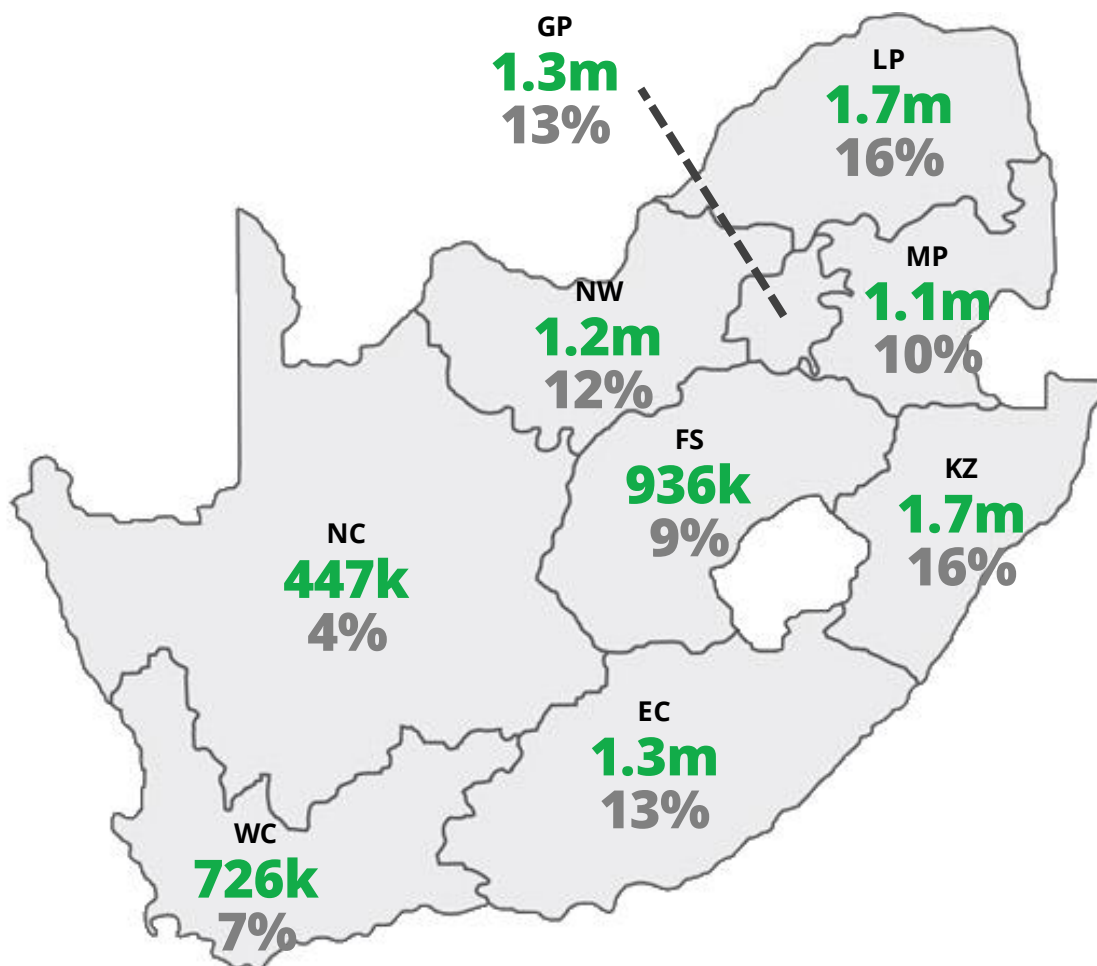 GP
1.3m
13%
LP
1.7m
16%
MP
1.1m
10%
NW
1.2m
12%
FS
936k
9%
KZ
1.7m
16%
NC
447k
4%
EC
1.3m
13%
WC
726k
7%